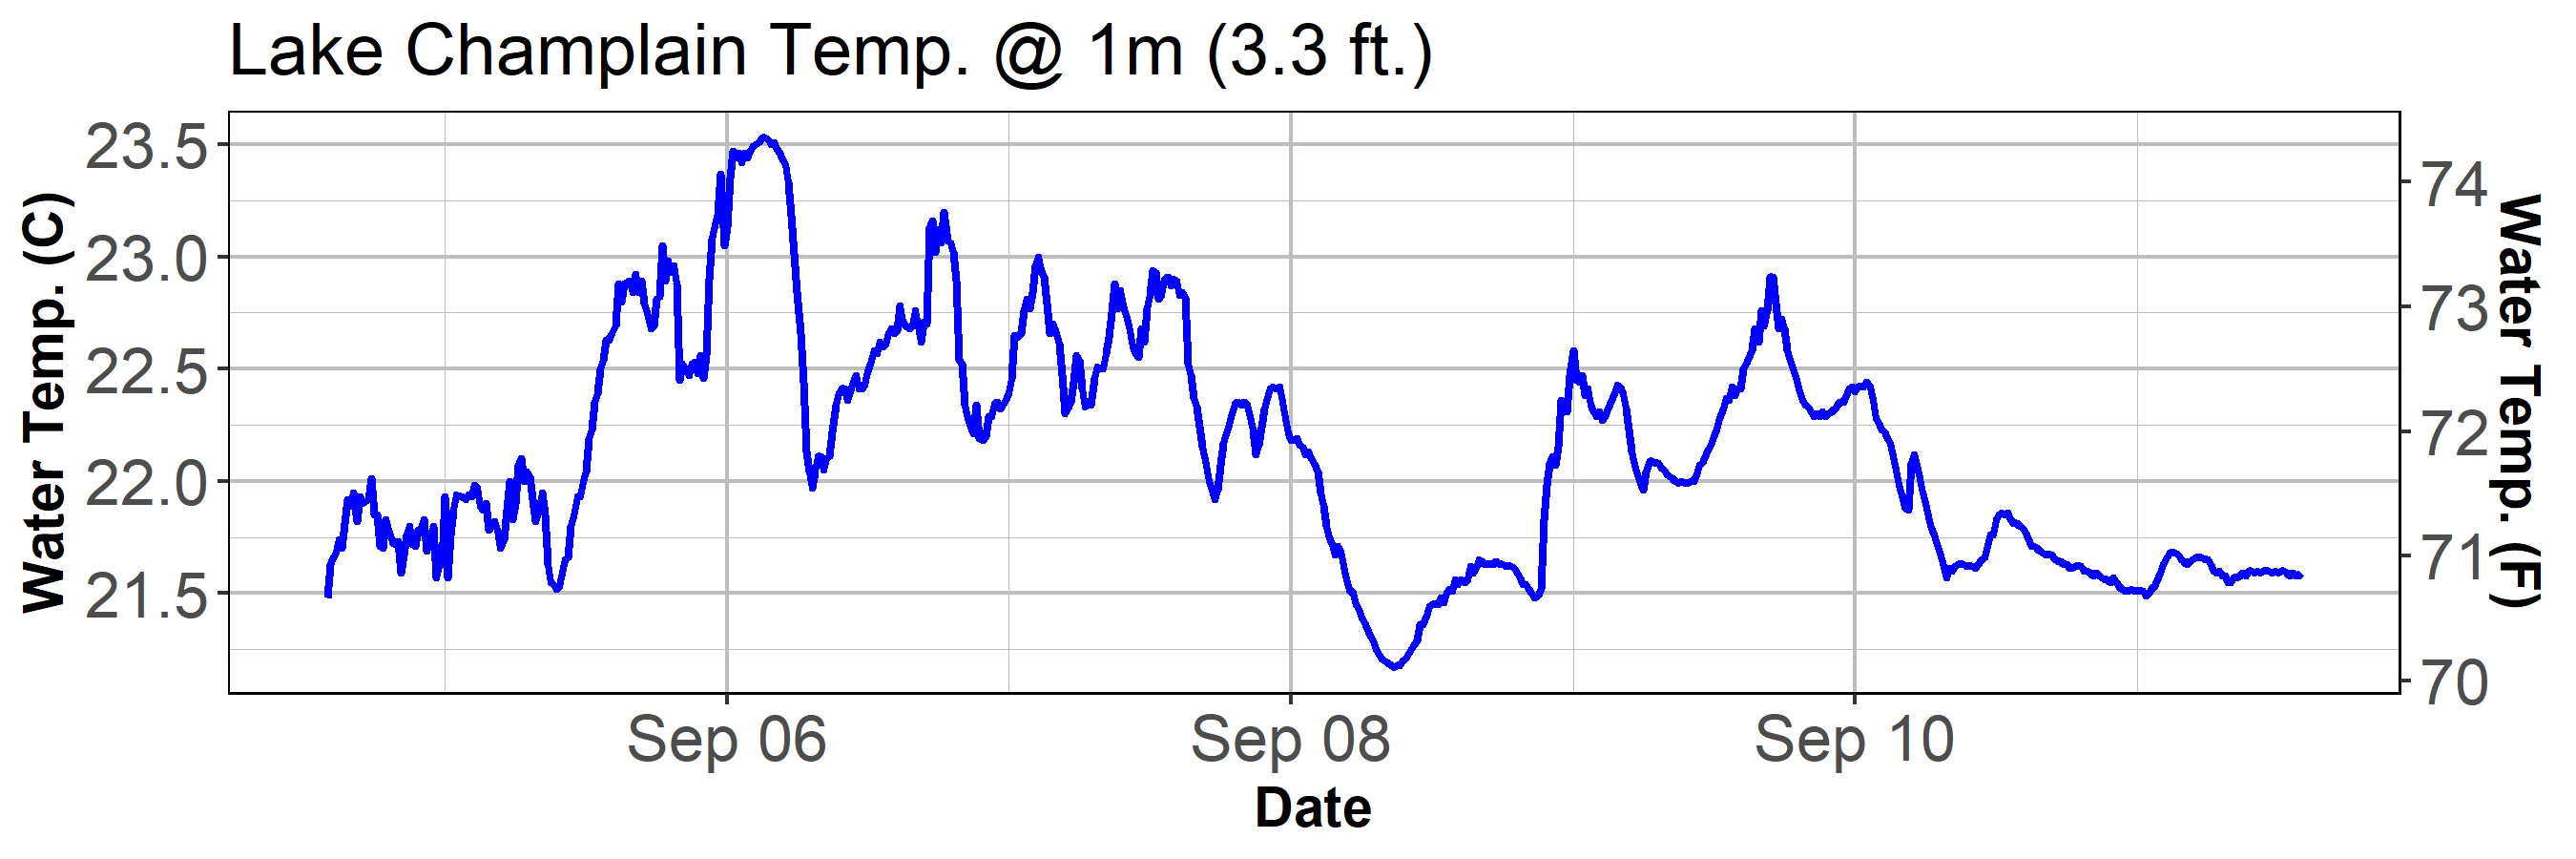 Lake Champlain Temp. @ 1m (3.3 ft.)
Water Temp. (C)
23.5
23.0
22.5
22.0
21.5
74
73
72
71
70
Water Temp. (F)
Sep 06
Sep 08
Sep 10
Date